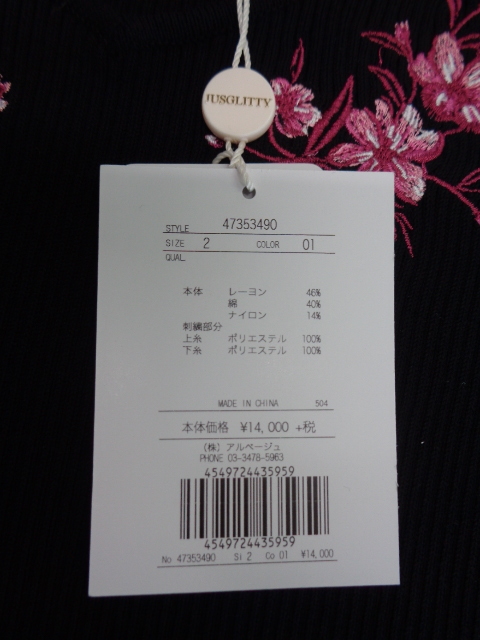 JUSGLITTY
STYLE 47353490
SIZE 2 COLOR 01
QUAL.
本体 レーヨン 46%
綿 40%
ナイロン 14%
刺繍部分
上糸 ポリエステル 100%
下糸 ポリエステル 100%
MADE IN CHINA 504
本体価格 ¥14,000 +税
(株) アルページュ
PHONE 03-3478-5963
4549724435959
4549724435959
No 47353490 Si 2 Co 01 ¥14,000